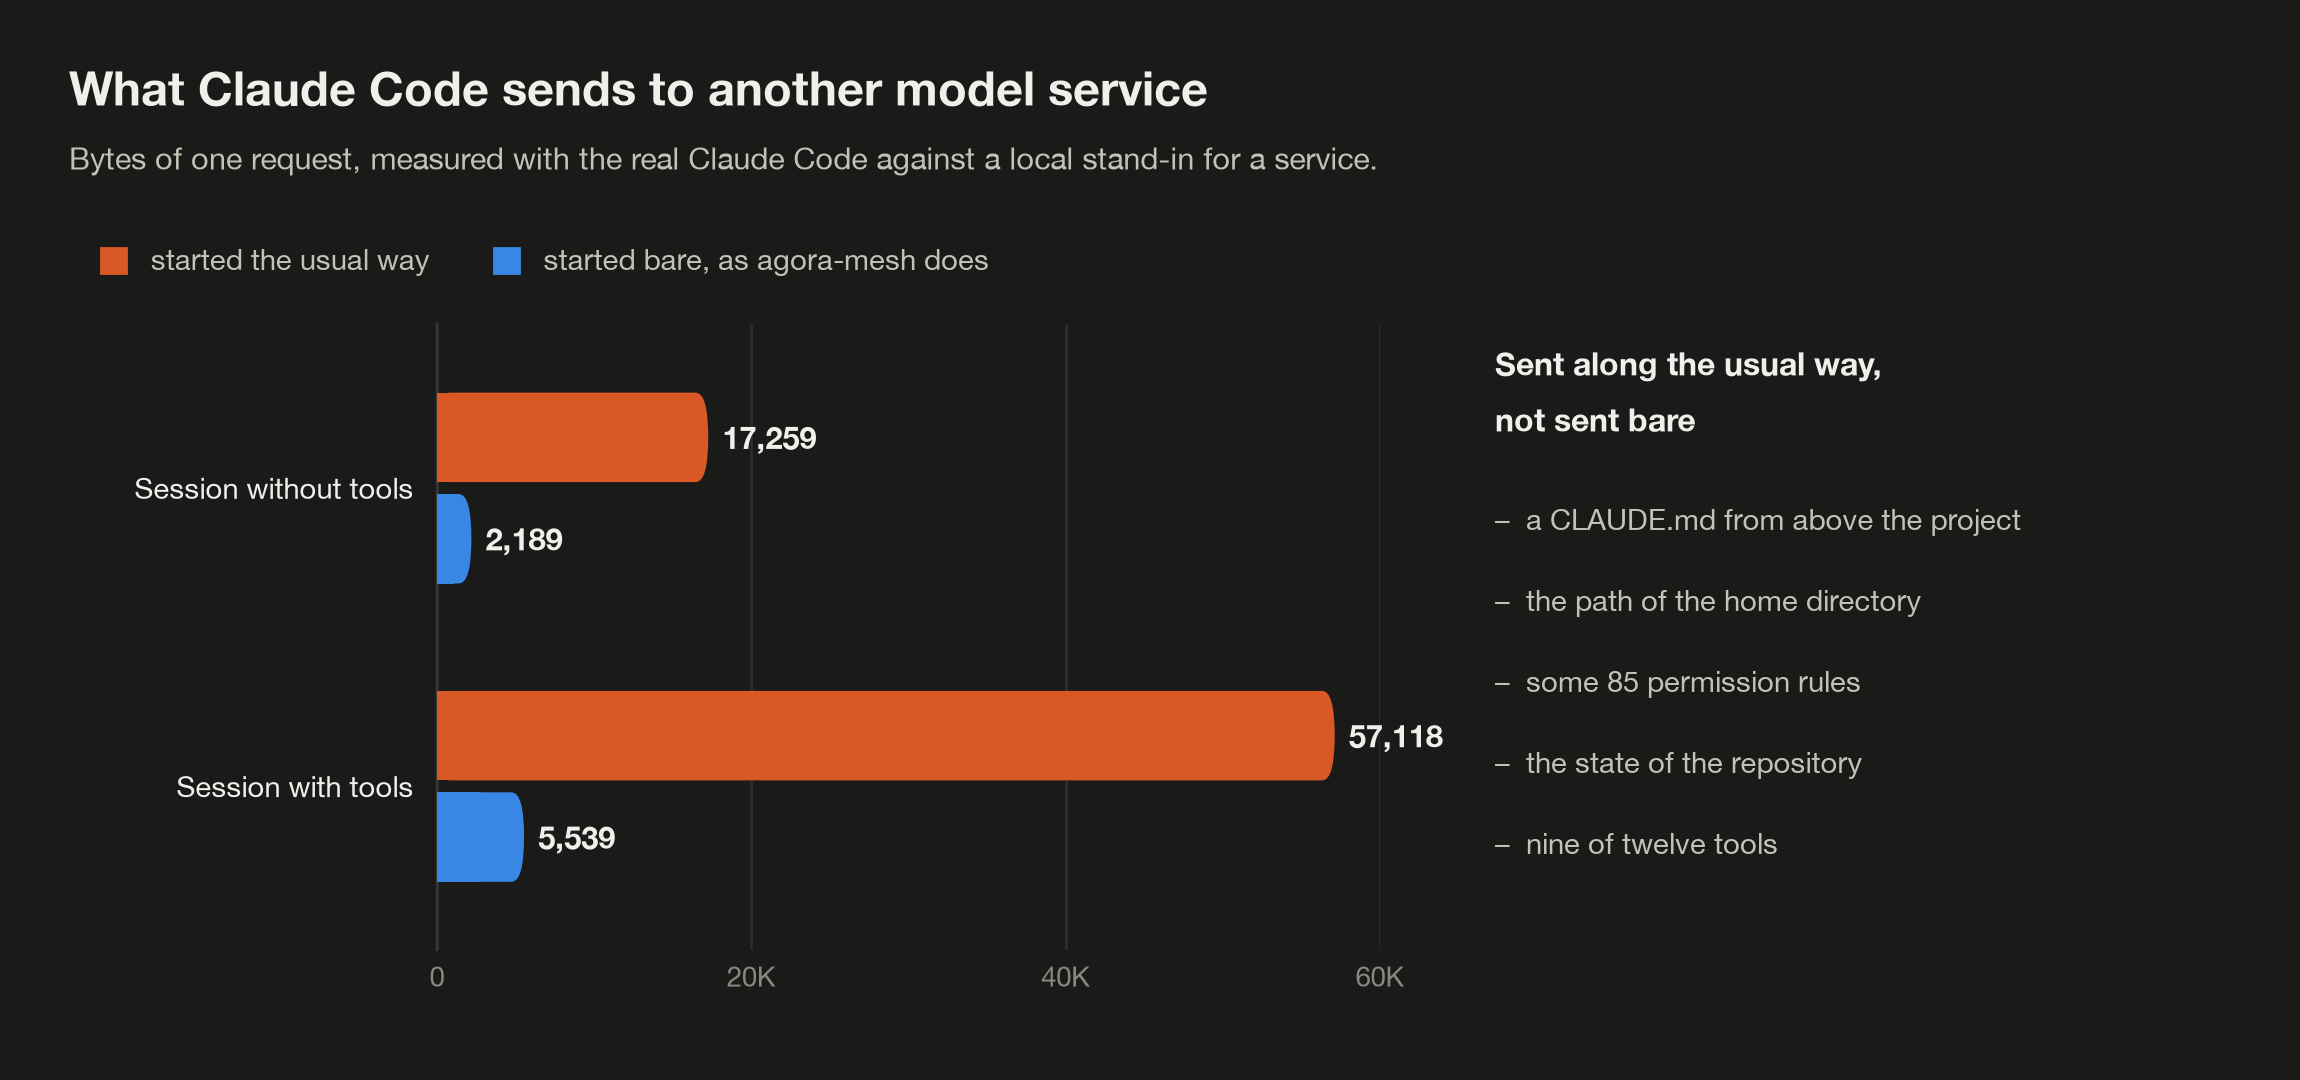 What Claude Code sends to another model service
Bytes of one request, measured with the real Claude Code against a local stand-in for a service.
started the usual way
started bare, as agora-mesh does
Sent along the usual way,
not sent bare
17,259
Session without tools
2,189
– a CLAUDE.md from above the project
– the path of the home directory
– some 85 permission rules
57,118
– the state of the repository
Session with tools
5,539
– nine of twelve tools
0
20K
40K
60K